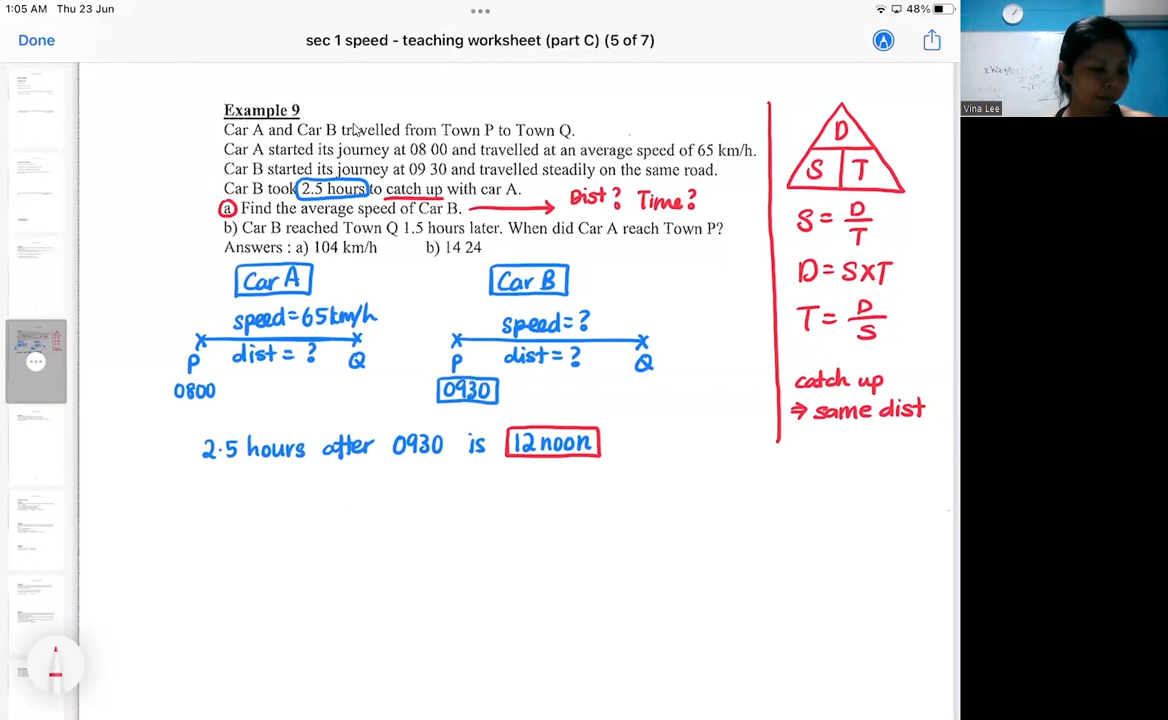 1:05 AM Thu 23 Jun
48%
Done
sec 1 speed - teaching worksheet (part C) (5 of 7)
Vina Lee
Example 9
Car A and Car B travelled from Town P to Town Q.
Car A started its journey at 08 00 and travelled at an average speed of 65 km/h.
Car B started its journey at 09 30 and travelled steadily on the same road.
Car B took 2.5 hours to catch up with car A.
a) Find the average speed of Car B. Dist? Time?
b) Car B reached Town Q 1.5 hours later. When did Car A reach Town P?
Answers : a) 104 km/h b) 14 24
Car A
speed = 65km/h
dist = ?
P Q
0800
Car B
speed = ?
dist = ?
P Q
0930
2.5 hours after 0930 is 12 noon
D
S T
S = D/T
D = S×T
T = D/S
catch up
⇒ same dist